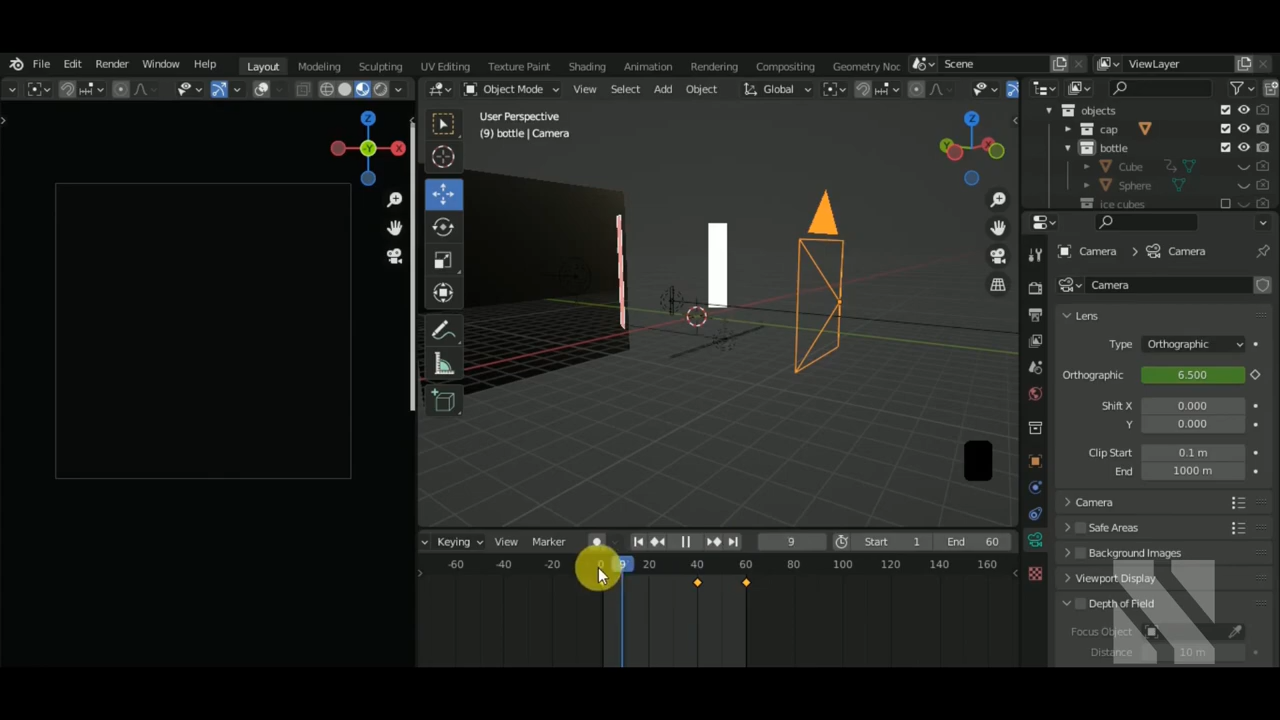 File Edit Render Window Help Layout Modeling Sculpting UV Editing Texture Paint Shading Animation Rendering Compositing Geometry Noc Scene ViewLayer
Object Mode View Select Add Object Global
User Perspective
(9) bottle | Camera
Z
-Y
X
Z
Y
X
objects
cap
bottle
Cube
Sphere
ice cubes
Camera > Camera
Camera
Lens
Type Orthographic
Orthographic 6.500
Shift X 0.000
Y 0.000
Clip Start 0.1 m
End 1000 m
Camera
Safe Areas
Background Images
Viewport Display
Depth of Field
Focus Object
Distance 10 m
Keying View Marker 9 Start 1 End 60
-60 -40 -20 0 9 20 40 60 80 100 120 140 160